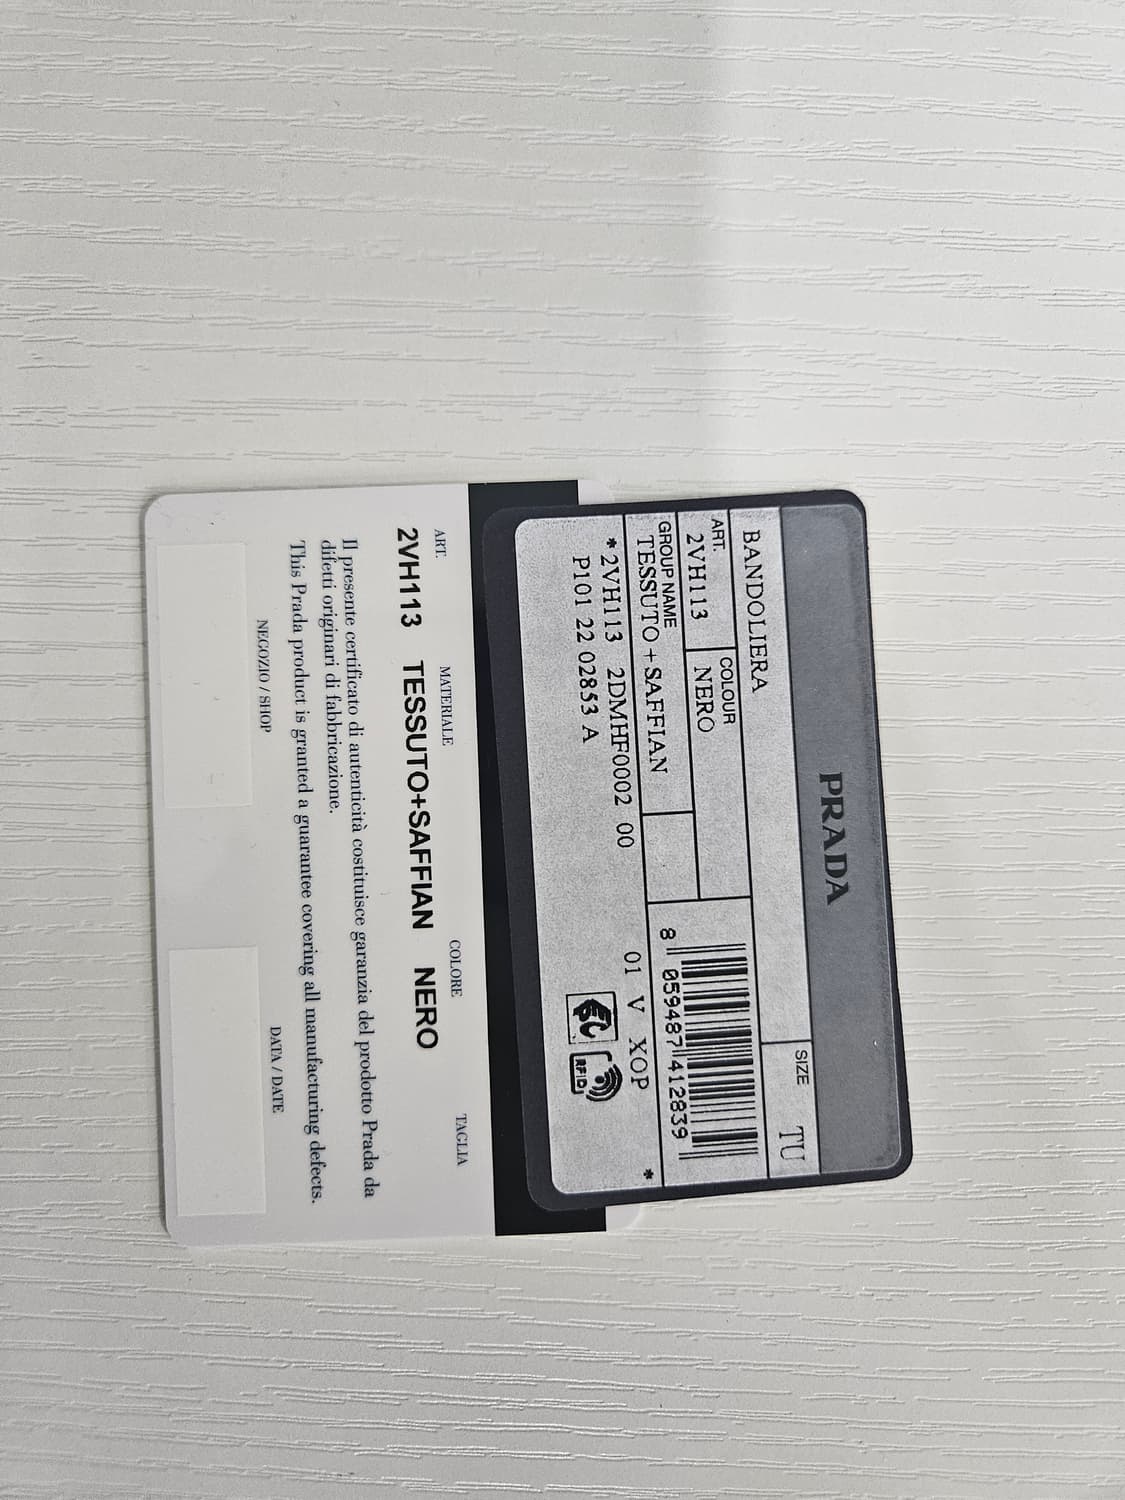 PRADA
SIZE
TU
BANDOLIERA
ART.
2VH113
COLOUR
NERO
GROUP NAME
TESSUTO + SAFFIAN
8 059487 412839
*2VH113 2DMHF0002 00 01 V XOP *
P101 22 02853 A
RFID
ART. MATERIALE COLORE TAGLIA
2VH113 TESSUTO+SAFFIAN NERO
Il presente certificato di autenticità costituisce garanzia del prodotto Prada da
difetti originari di fabbricazione.
This Prada product is granted a guarantee covering all manufacturing defects.
NEGOZIO / SHOP DATA / DATE